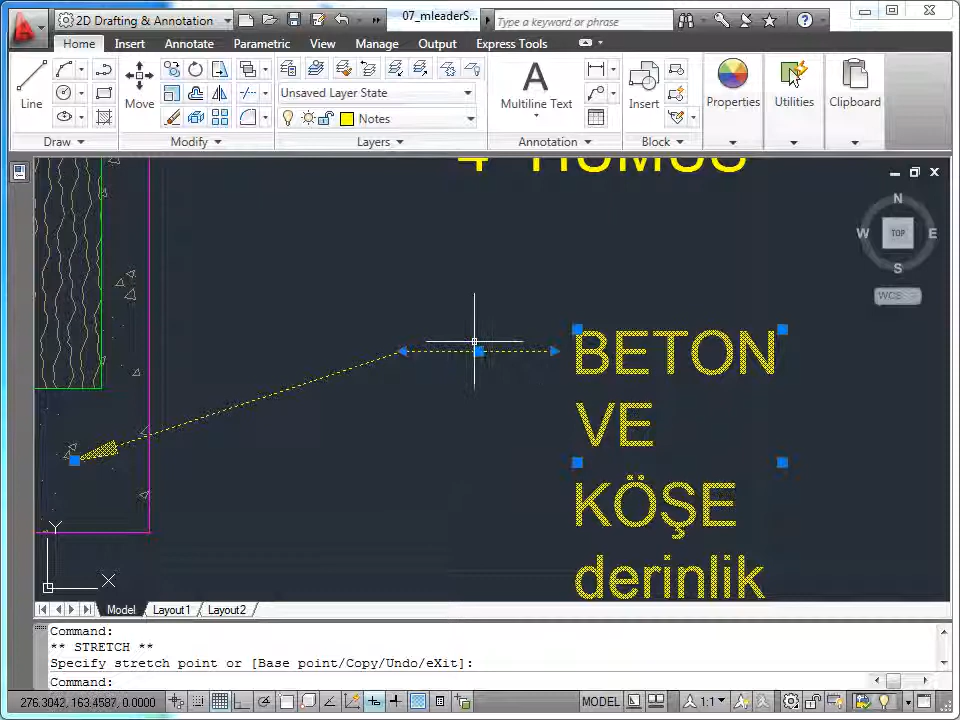 2D Drafting & Annotation
07_mleaderS...
Type a keyword or phrase
Home Insert Annotate Parametric View Manage Output Express Tools
Line
Move
Unsaved Layer State
Notes
Multiline Text
Insert
Properties
Utilities
Clipboard
Draw Modify Layers Annotation Block
4" HUMUS
N
W TOP E
S
WCS
BETON
VE
KÖŞE
derinlik
Y
X
Model Layout1 Layout2
Command:
** STRETCH **
Specify stretch point or [Base point/Copy/Undo/eXit]:
Command:
276.3042, 163.4587, 0.0000
MODEL
1:1